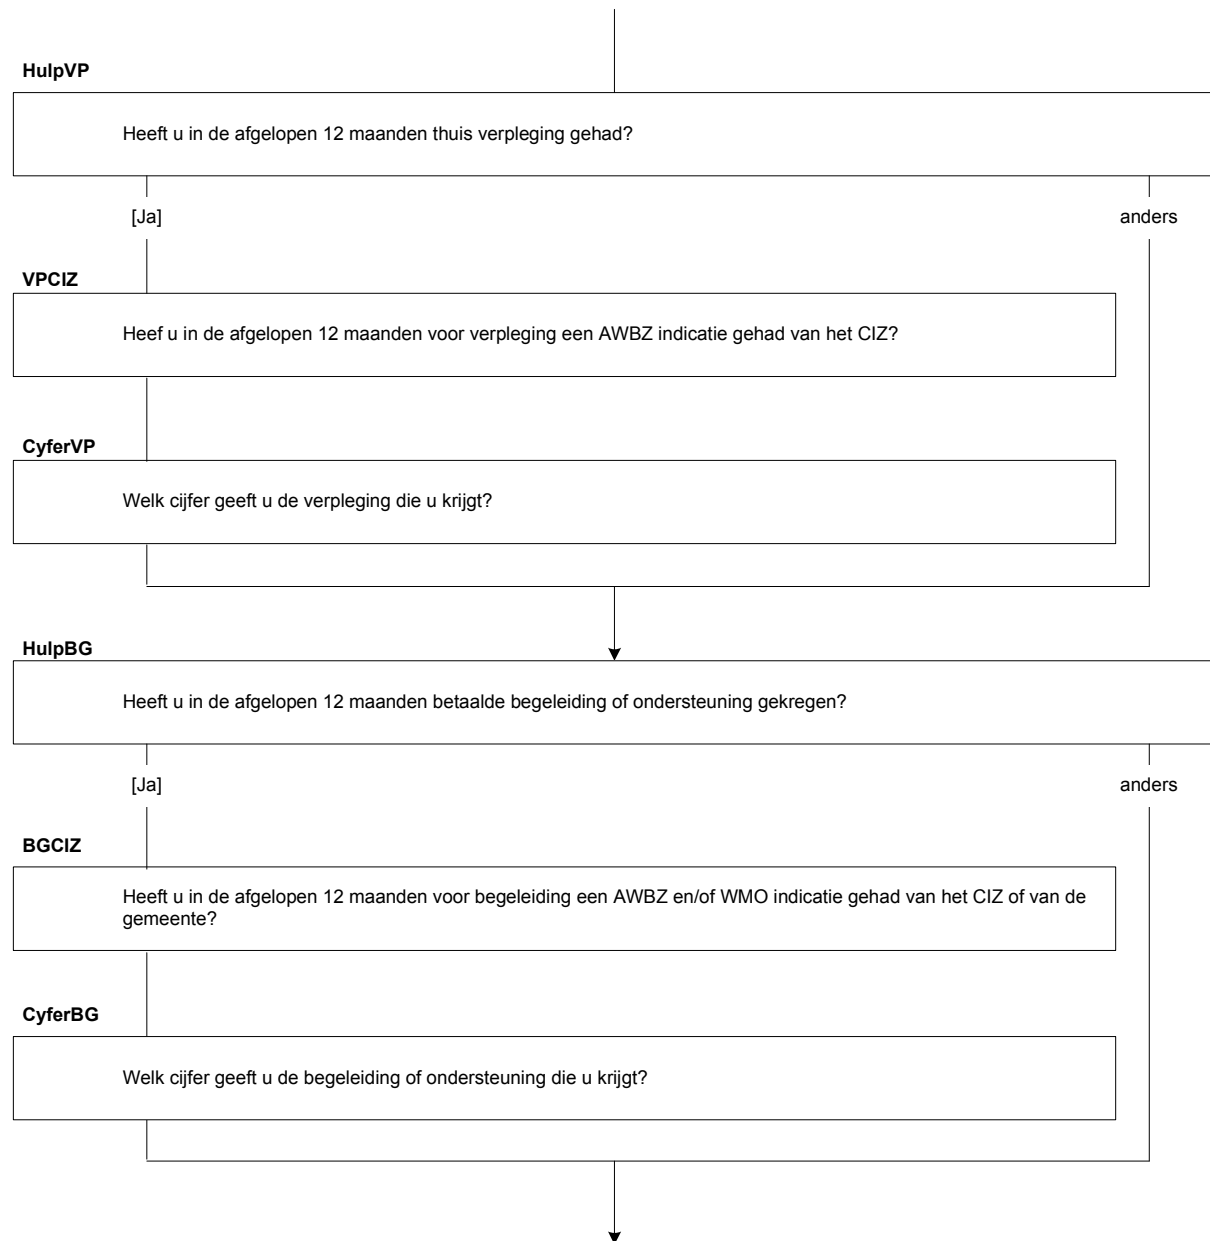 HulpVP
Heeft u in de afgelopen 12 maanden thuis verpleging gehad?
[Ja]
anders
VPCIZ
Heef u in de afgelopen 12 maanden voor verpleging een AWBZ indicatie gehad van het CIZ?
CyferVP
Welk cijfer geeft u de verpleging die u krijgt?
HulpBG
Heeft u in de afgelopen 12 maanden betaalde begeleiding of ondersteuning gekregen?
[Ja]
anders
BGCIZ
Heeft u in de afgelopen 12 maanden voor begeleiding een AWBZ en/of WMO indicatie gehad van het CIZ of van de
gemeente?
CyferBG
Welk cijfer geeft u de begeleiding of ondersteuning die u krijgt?